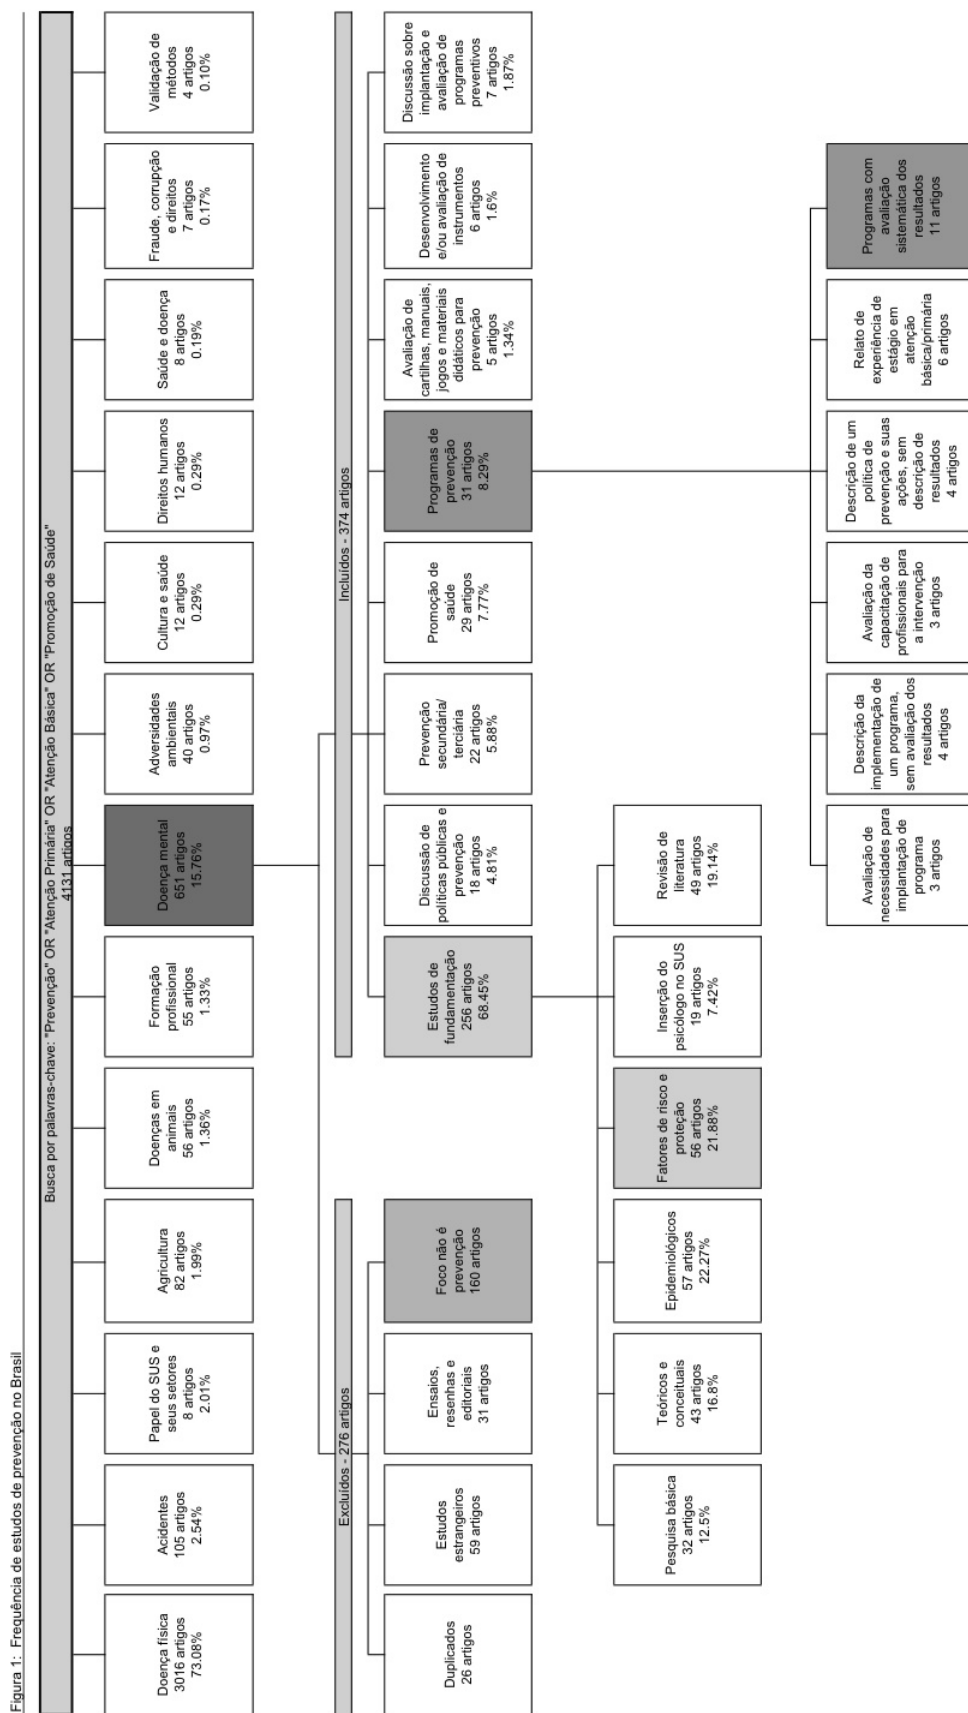 Figura 1: Frequência de estudos de prevenção no Brasil
Busca por palavras-chave: "Prevenção" OR "Atenção Primária" OR "Atenção Básica" OR "Promoção de Saúde"
4131 artigos
Doença física
3016 artigos
73.08%
Acidentes
105 artigos
2.54%
Papel do SUS e
seus setores
8 artigos
2.01%
Agricultura
82 artigos
1.99%
Doenças em
animais
56 artigos
1.36%
Formação
profissional
55 artigos
1.33%
Doença mental
651 artigos
15.76%
Adversidades
ambientais
40 artigos
0.97%
Cultura e saúde
12 artigos
0.29%
Direitos humanos
12 artigos
0.29%
Saúde e doença
8 artigos
0.19%
Fraude, corrupção
e direitos
7 artigos
0.17%
Validação de
métodos
4 artigos
0.10%
Excluídos - 276 artigos
Incluídos - 374 artigos
Duplicados
26 artigos
Estudos
estrangeiros
59 artigos
Ensaios,
resenhas e
editoriais
31 artigos
Foco não é
prevenção
160 artigos
Estudos de
fundamentação
256 artigos
68.45%
Discussão de
políticas públicas e
prevenção
18 artigos
4.81%
Prevenção
secundária/
terciária
22 artigos
5.88%
Promoção de
saúde
29 artigos
7.77%
Programas de
prevenção
31 artigos
8.29%
Avaliação de
cartilhas, manuais,
jogos e materiais
didáticos para
prevenção
5 artigos
1.34%
Desenvolvimento
e/ou avaliação de
instrumentos
6 artigos
1.6%
Discussão sobre
implantação e
avaliação de
programas
preventivos
7 artigos
1.87%
Pesquisa básica
32 artigos
12.5%
Teóricos e
conceituais
43 artigos
16.8%
Epidemiológicos
57 artigos
22.27%
Fatores de risco e
proteção
56 artigos
21.88%
Inserção do
psicólogo no SUS
19 artigos
7.42%
Revisão de
literatura
49 artigos
19.14%
Avaliação de
necessidades para
implantação de
programa
3 artigos
Descrição da
implementação de
um programa,
sem avaliação dos
resultados
4 artigos
Avaliação da
capacitação de
profissionais para
a intervenção
3 artigos
Descrição de um
política de
prevenção e suas
ações, sem
descrição de
resultados
4 artigos
Relato de
experiência de
estágio em
atenção
básica/primária
6 artigos
Programas com
avaliação
sistemática dos
resultados
11 artigos